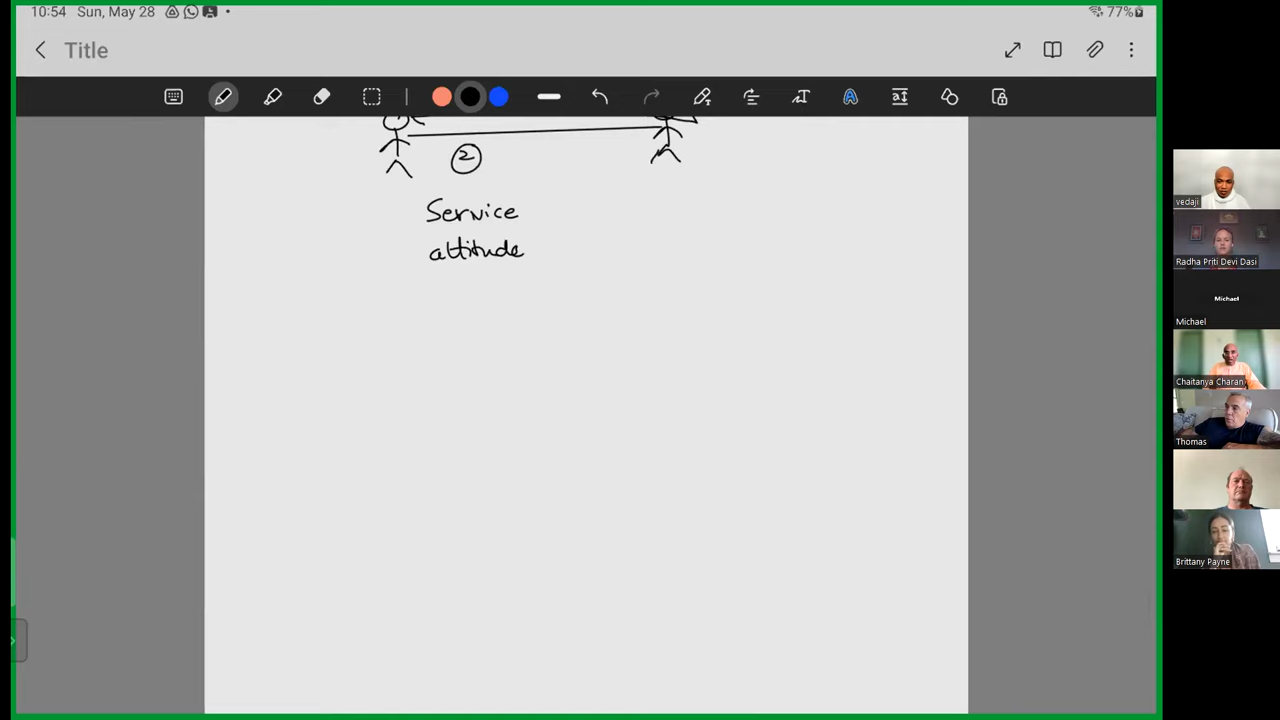 10:54 Sun, May 28
77%
Title
2
Service
attitude
vedaji
Radha Priti Devi Dasi
Michael
Michael
Chaitanya Charan
Thomas
Brittany Payne